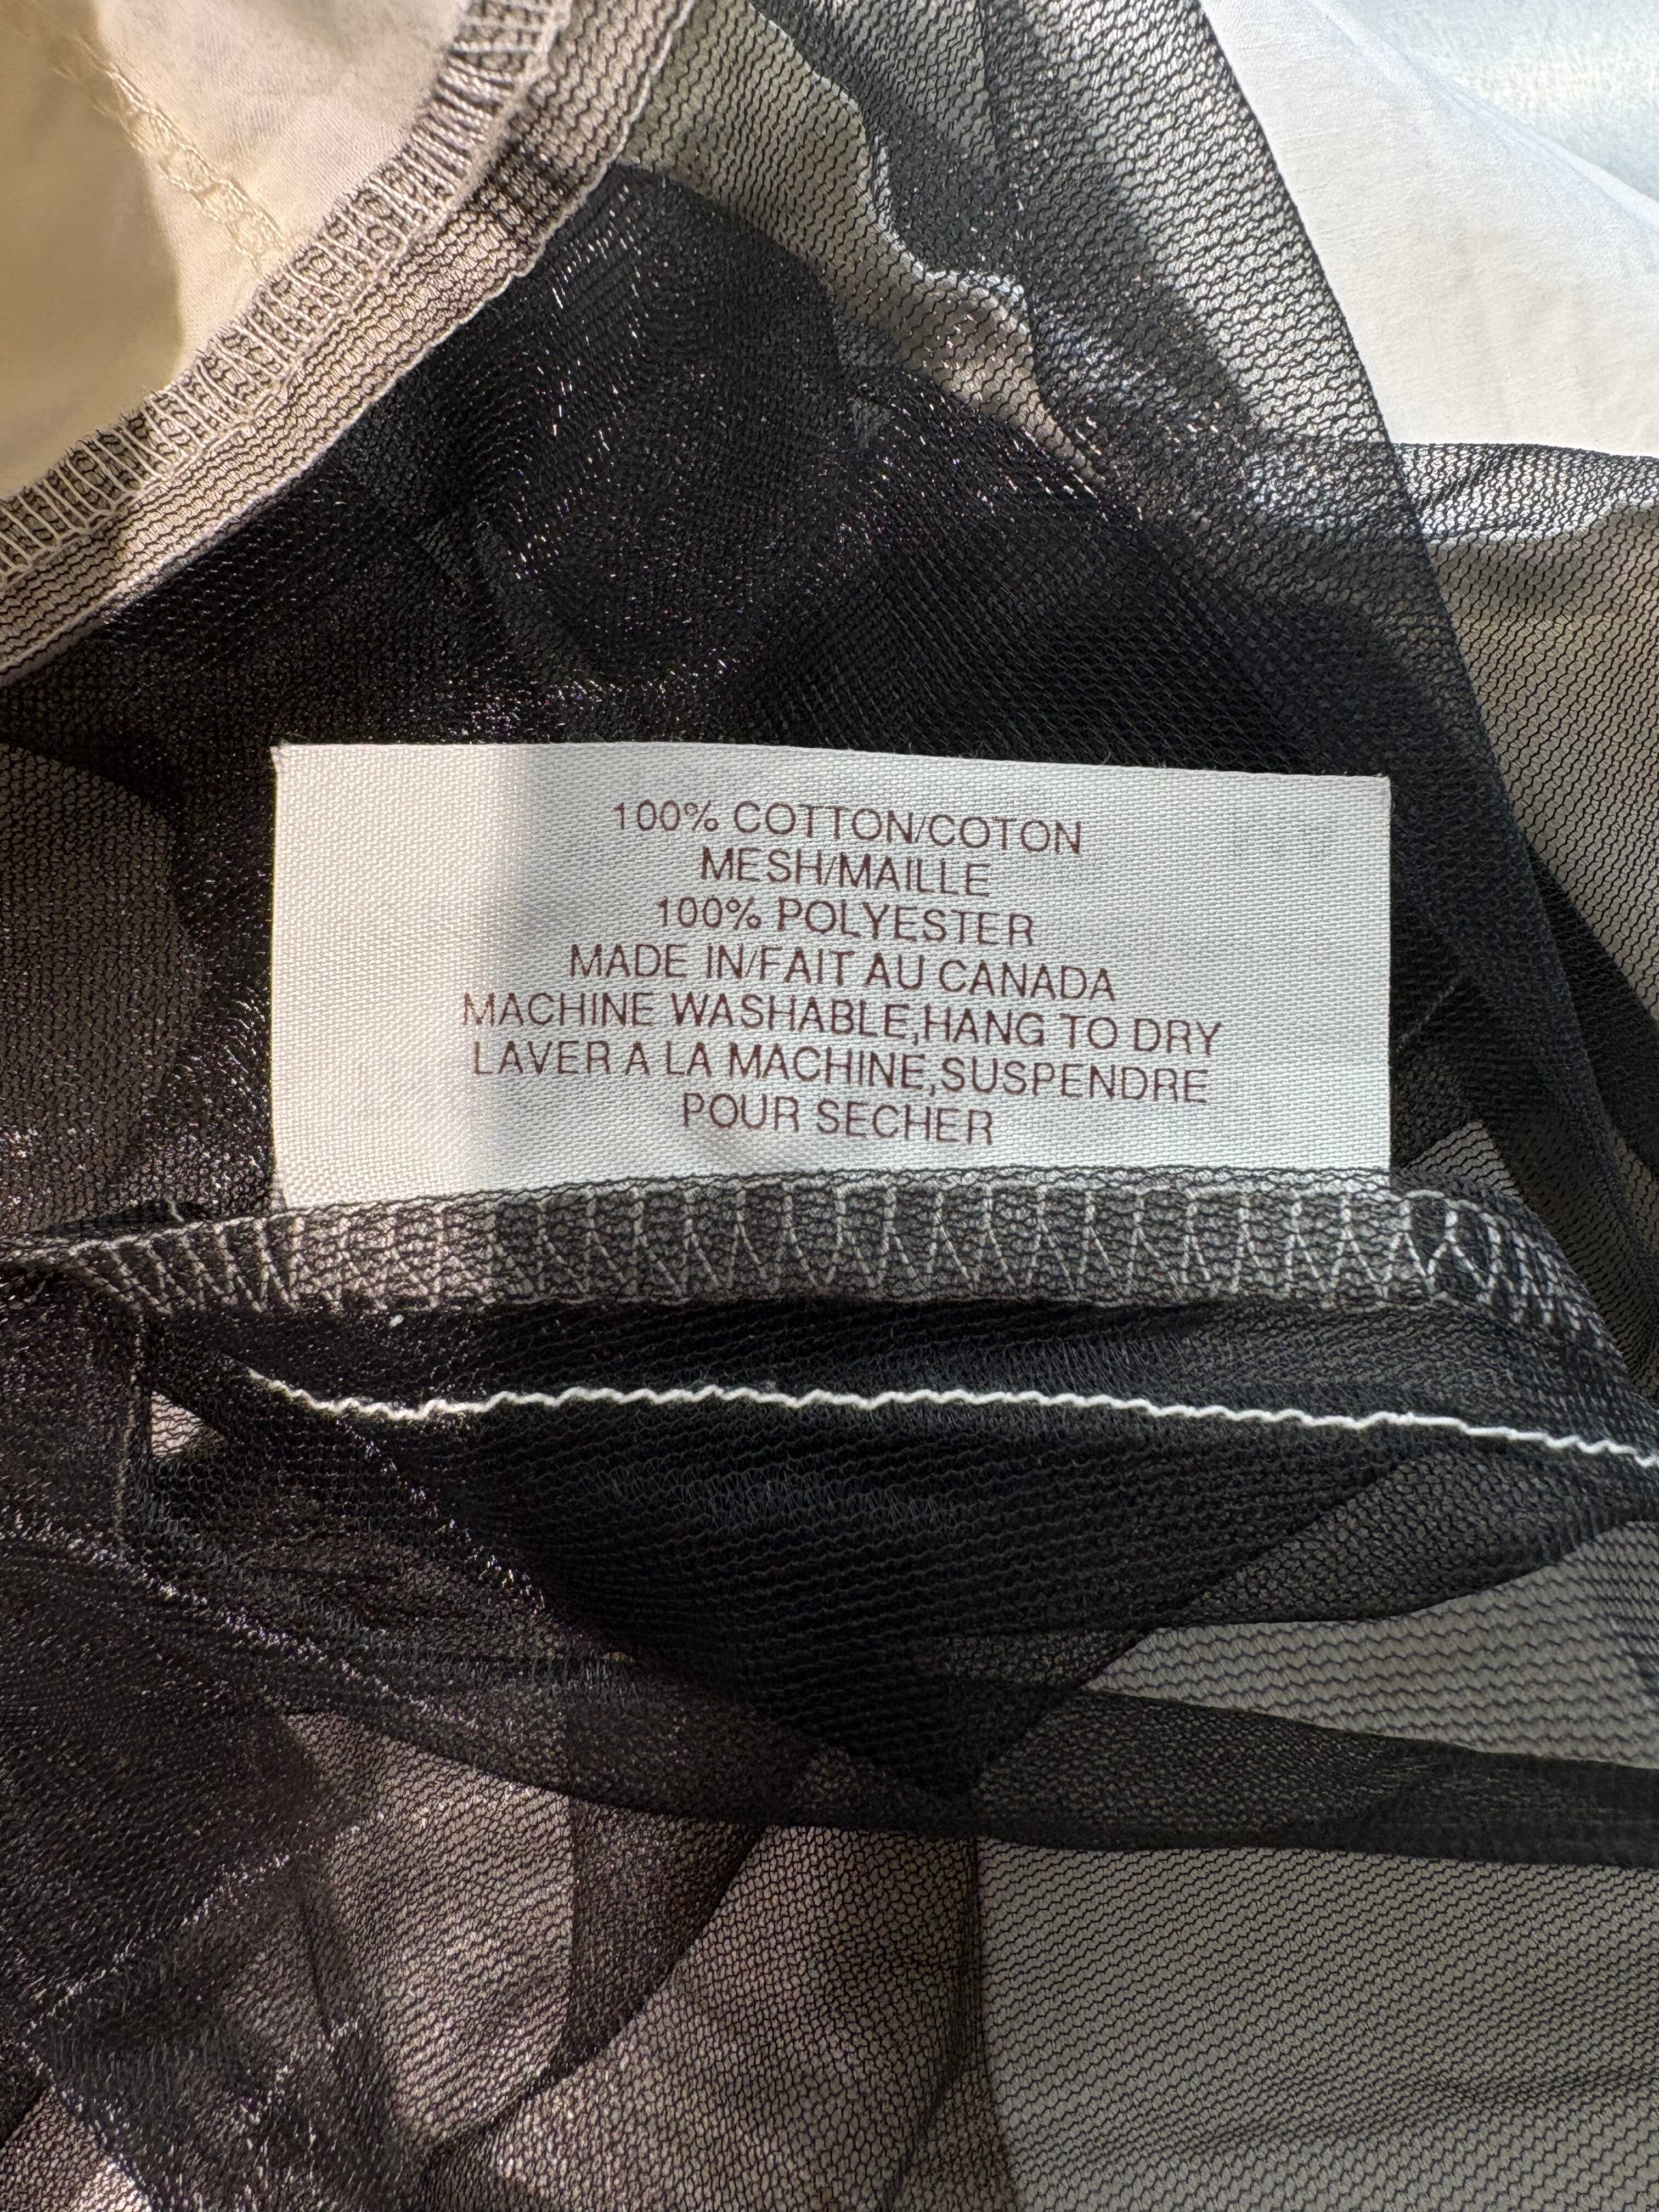 100% COTTON/COTON
MESH/MAILLE
100% POLYESTER
MADE IN/FAIT AU CANADA
MACHINE WASHABLE,HANG TO DRY
LAVER A LA MACHINE,SUSPENDRE
POUR SECHER